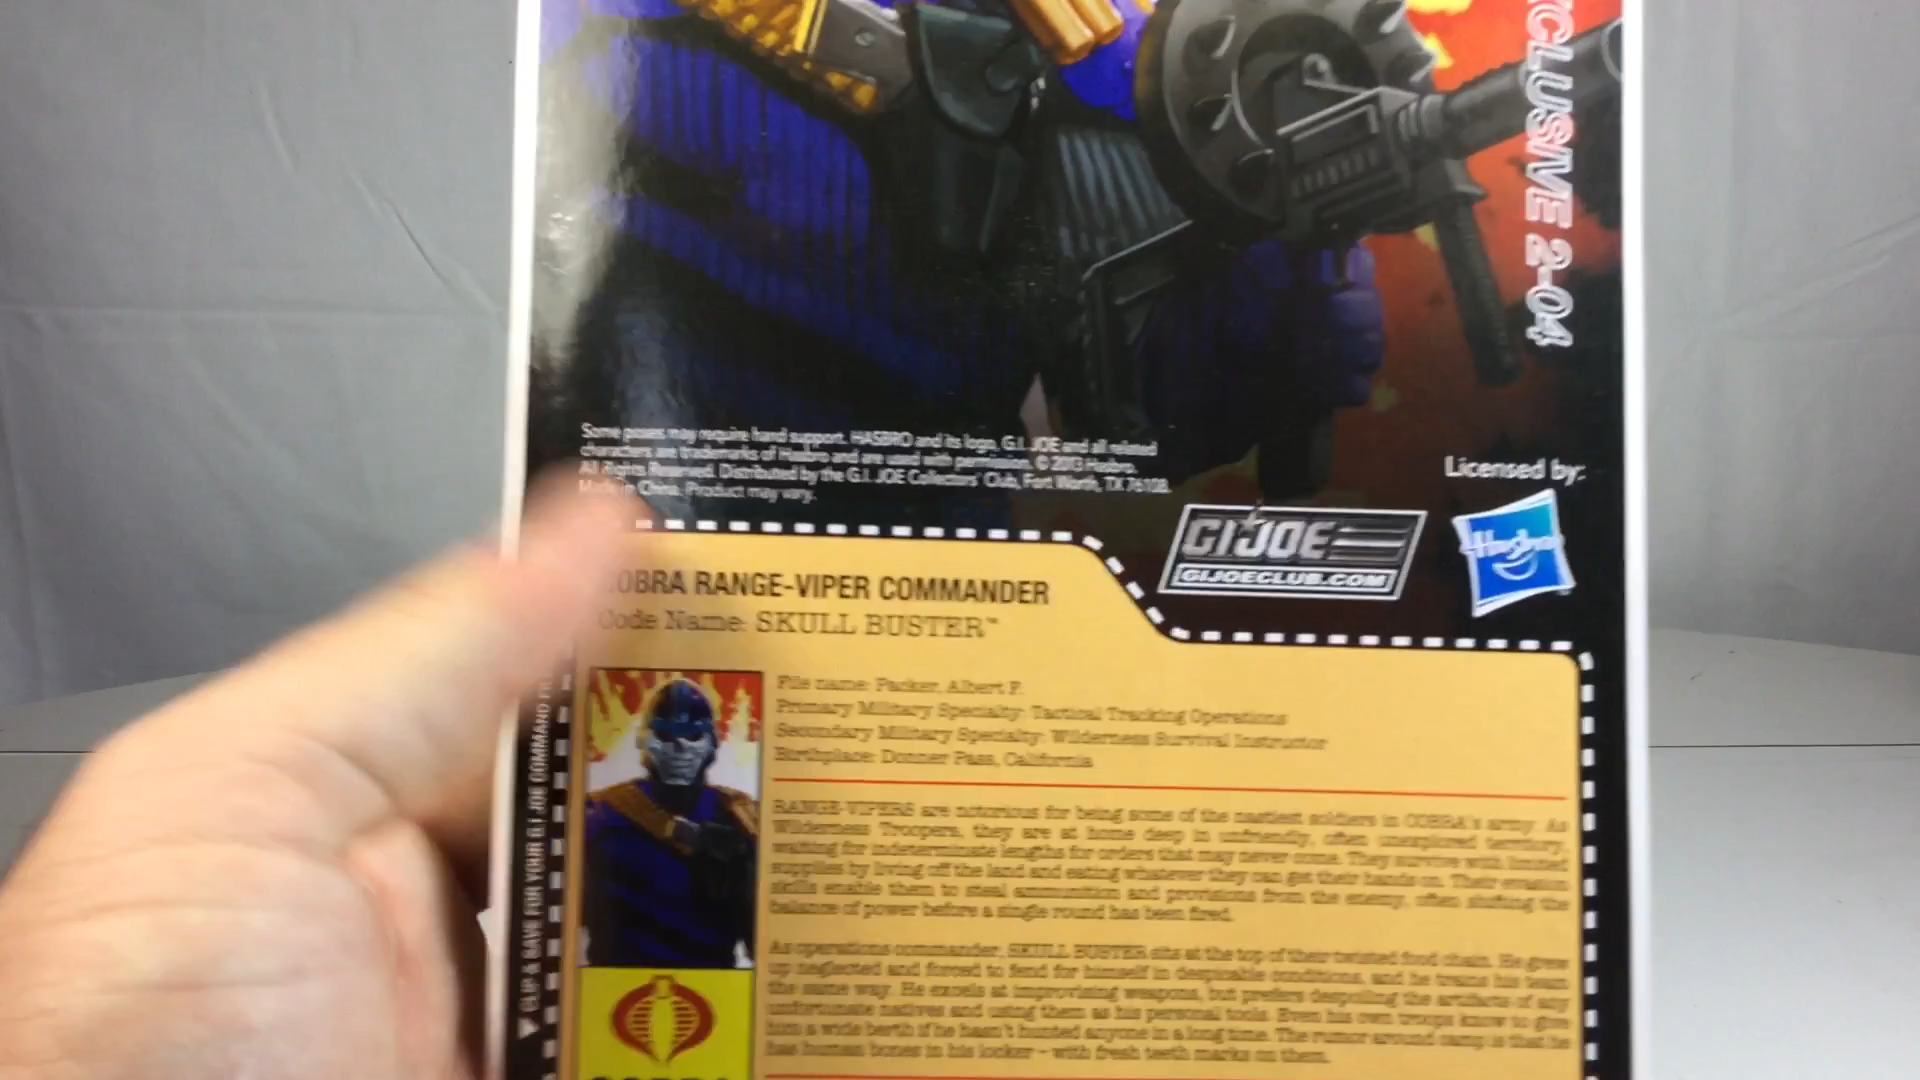 CLUSIVE 2-04
Some poses may require hand support. HASBRO and its logo, G.I. JOE and all related
characters are trademarks of Hasbro and are used with permission. © 2013 Hasbro.
All Rights Reserved. Distributed by the G.I. JOE Collectors' Club, Fort Worth, TX 76108.
Made in China. Product may vary.
Licensed by:
GI JOE
GIJOECLUB.COM
Hasbro
OBRA RANGE-VIPER COMMANDER
Code Name: SKULL BUSTER™
File name: Packer, Albert F.
Primary Military Specialty: Tactical Tracking Operations
Secondary Military Specialty: Wilderness Survival Instructor
Birthplace: Donner Pass, California
RANGE-VIPERS are notorious for being some of the nastiest soldiers in COBRA's army. As
Wilderness Troopers, they are at home deep in unfriendly, often unexplored territory,
waiting for indeterminate lengths for orders that may never come. They survive with limited
supplies by living off the land and eating whatever they can get their hands on. Their evasion
skills enable them to steal ammunition and provisions from the enemy, often shifting the
balance of power before a single round has been fired.
As operations commander, SKULL BUSTER sits at the top of their twisted food chain. He grew
up neglected and forced to fend for himself in despicable conditions, and he trains his team
the same way. He excels at improvising weapons, but prefers despoiling the artifacts of any
unfortunate natives and using them as his personal tools. Even his own troops know to give
him a wide berth if he hasn't hunted anyone in a long time. The rumor around camp is that he
has human bones in his locker - with fresh teeth marks on them.
CLIP & SAVE FOR YOUR G.I. JOE COMMAND FI